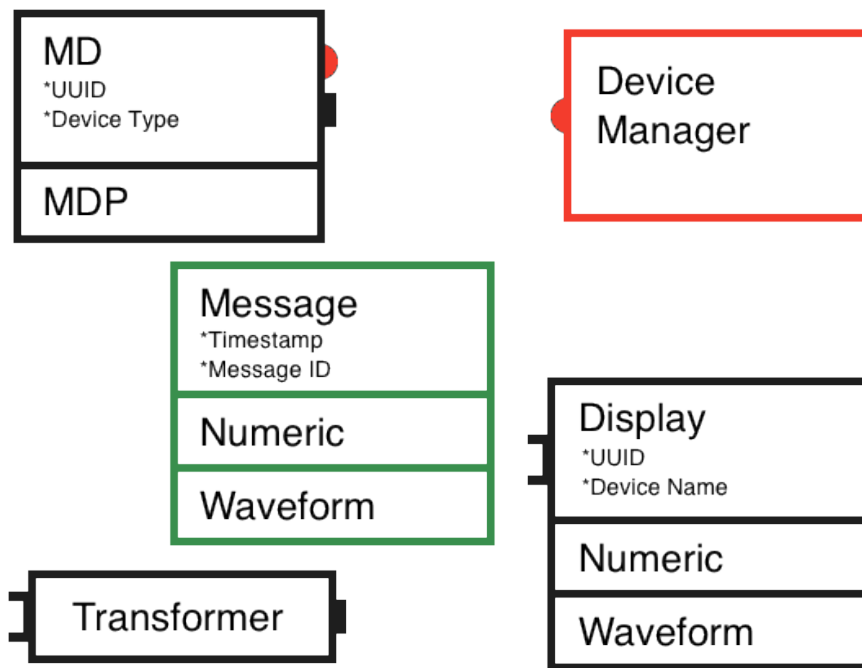 MD
*UUID
*Device Type
MDP
Device
Manager
Message
*Timestamp
*Message ID
Numeric
Waveform
Display
*UUID
*Device Name
Numeric
Waveform
Transformer